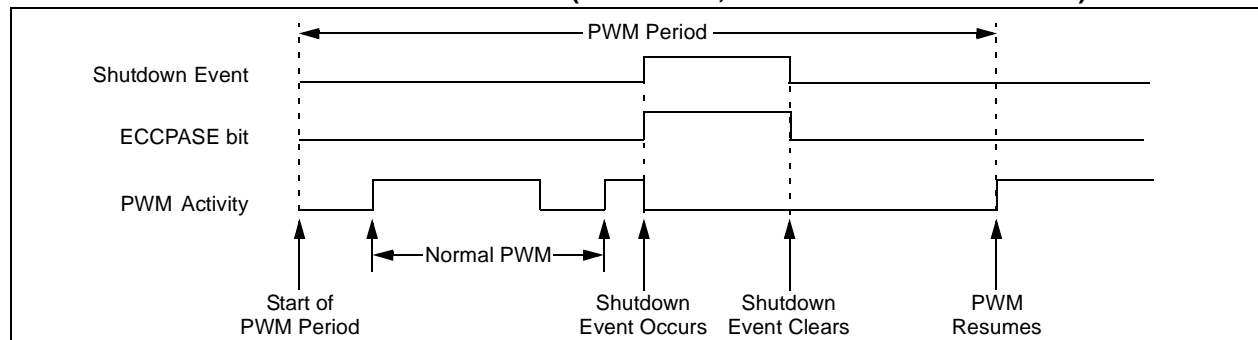 PWM Period
Shutdown Event
ECCPASE bit
PWM Activity
Normal PWM
Start of
PWM Period
Shutdown
Event Occurs
Shutdown
Event Clears
PWM
Resumes